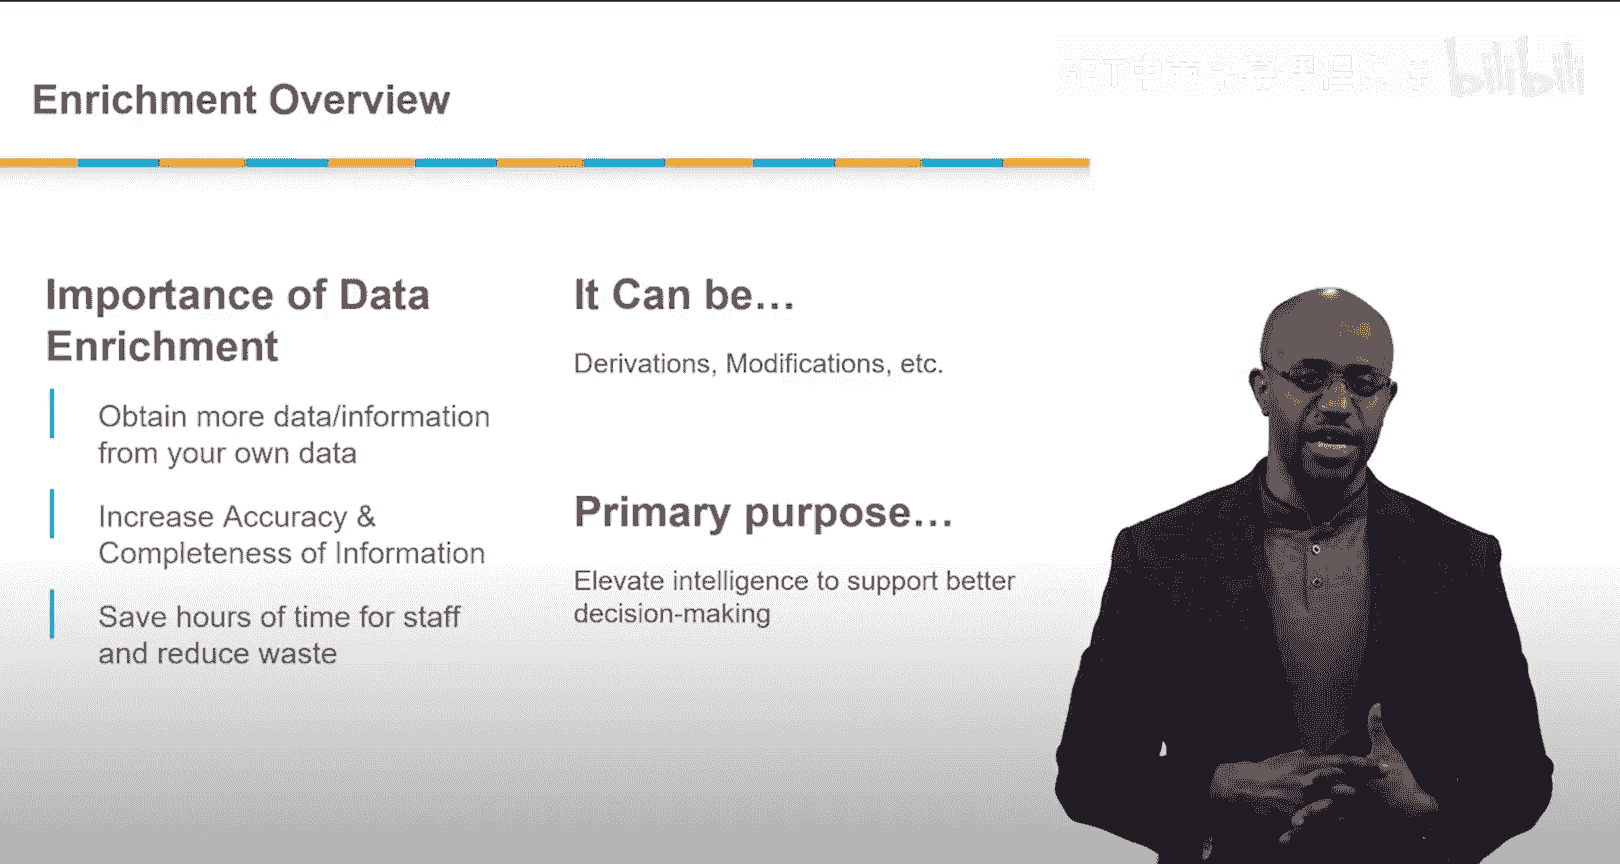 Enrichment Overview
bilibili
Importance of Data
Enrichment
Obtain more data/information
from your own data
Increase Accuracy &
Completeness of Information
Save hours of time for staff
and reduce waste
It Can be…
Derivations, Modifications, etc.
Primary purpose…
Elevate intelligence to support better
decision-making